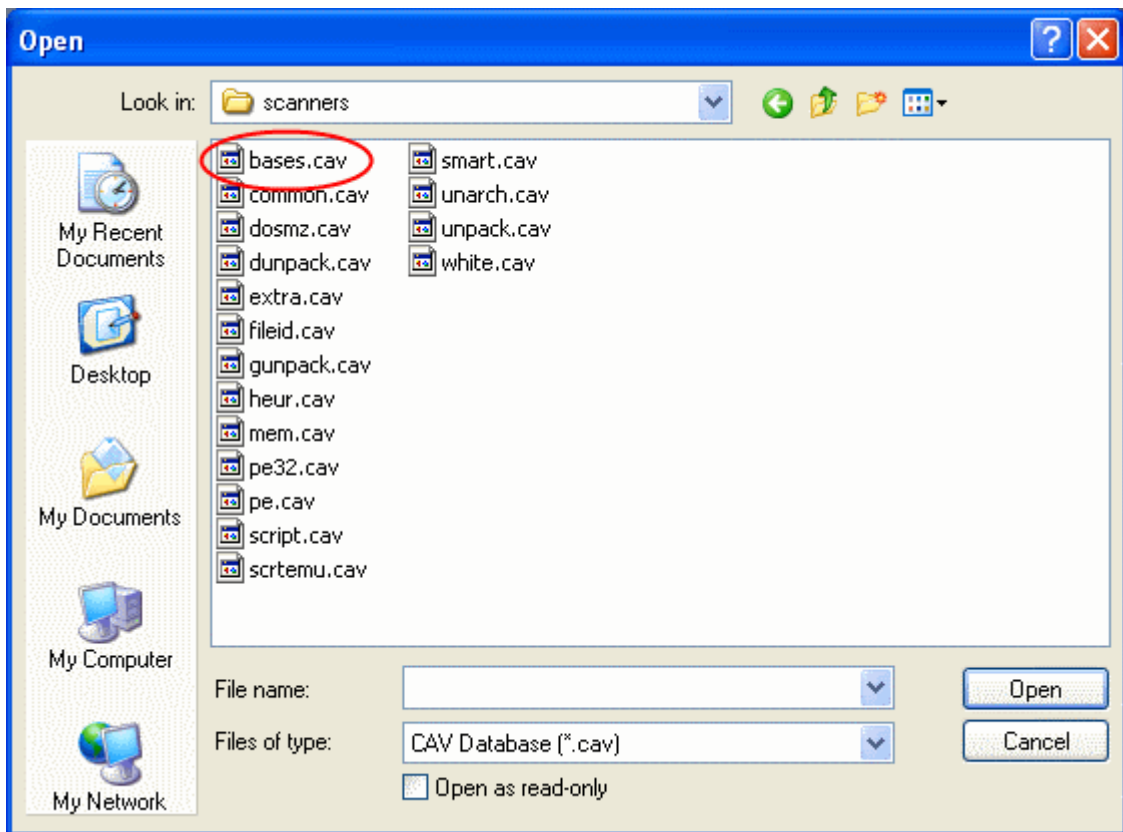 Open
Look in: scanners
My Recent
Documents
Desktop
My Documents
My Computer
My Network
bases.cav
common.cav
dosmz.cav
dunpack.cav
extra.cav
fileid.cav
gunpack.cav
heur.cav
mem.cav
pe32.cav
pe.cav
script.cav
scrtemu.cav
smart.cav
unarch.cav
unpack.cav
white.cav
File name:
Open
Files of type: CAV Database (*.cav)
Cancel
Open as read-only